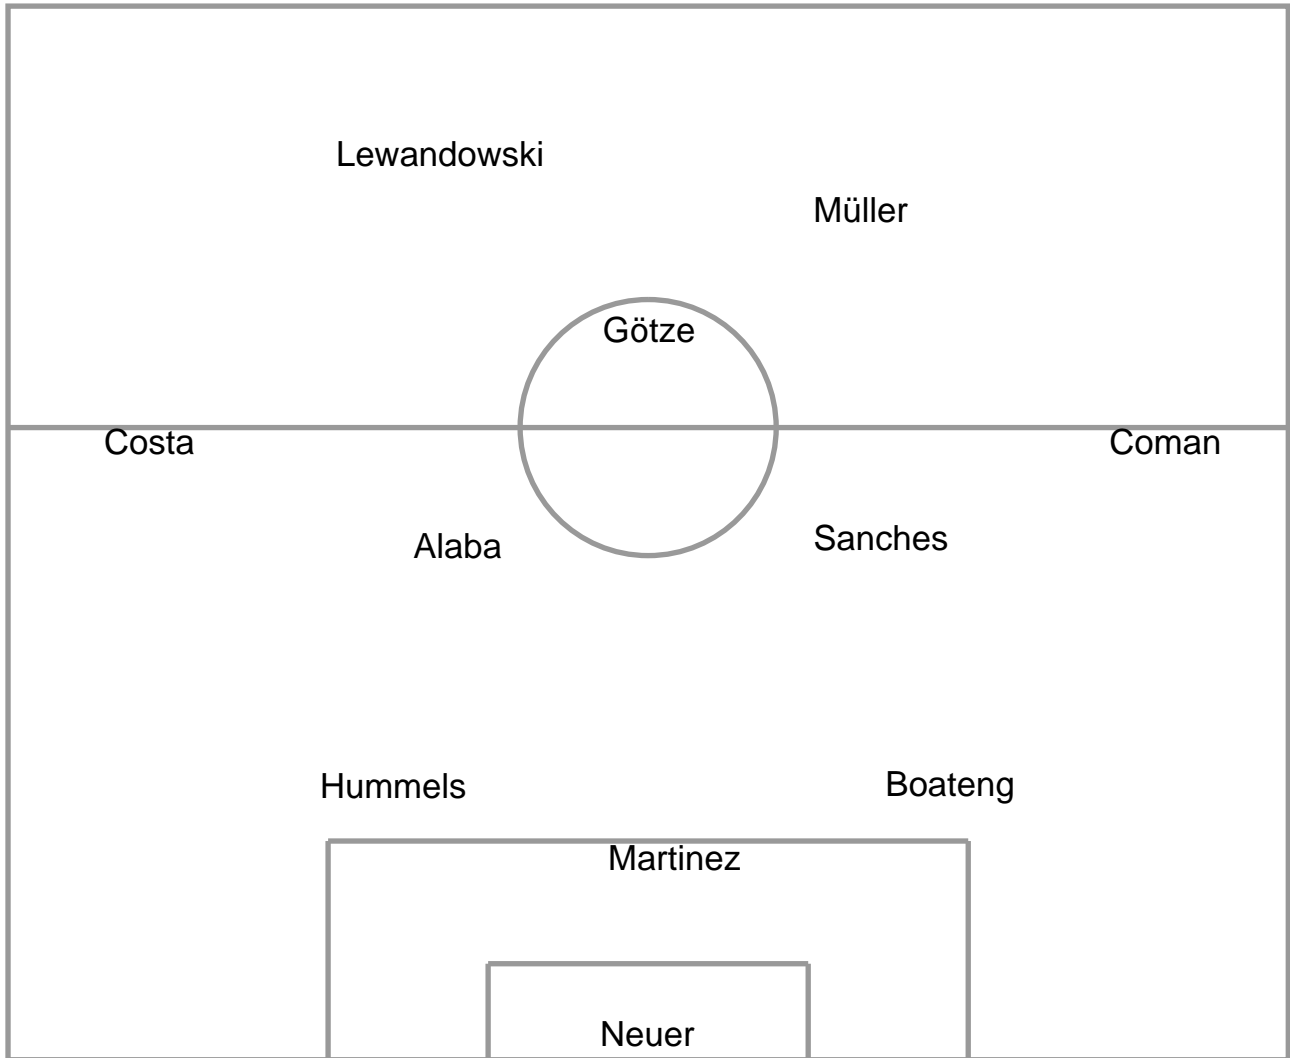 Lewandowski
Müller
Götze
Costa
Coman
Alaba
Sanches
Hummels
Boateng
Martinez
Neuer